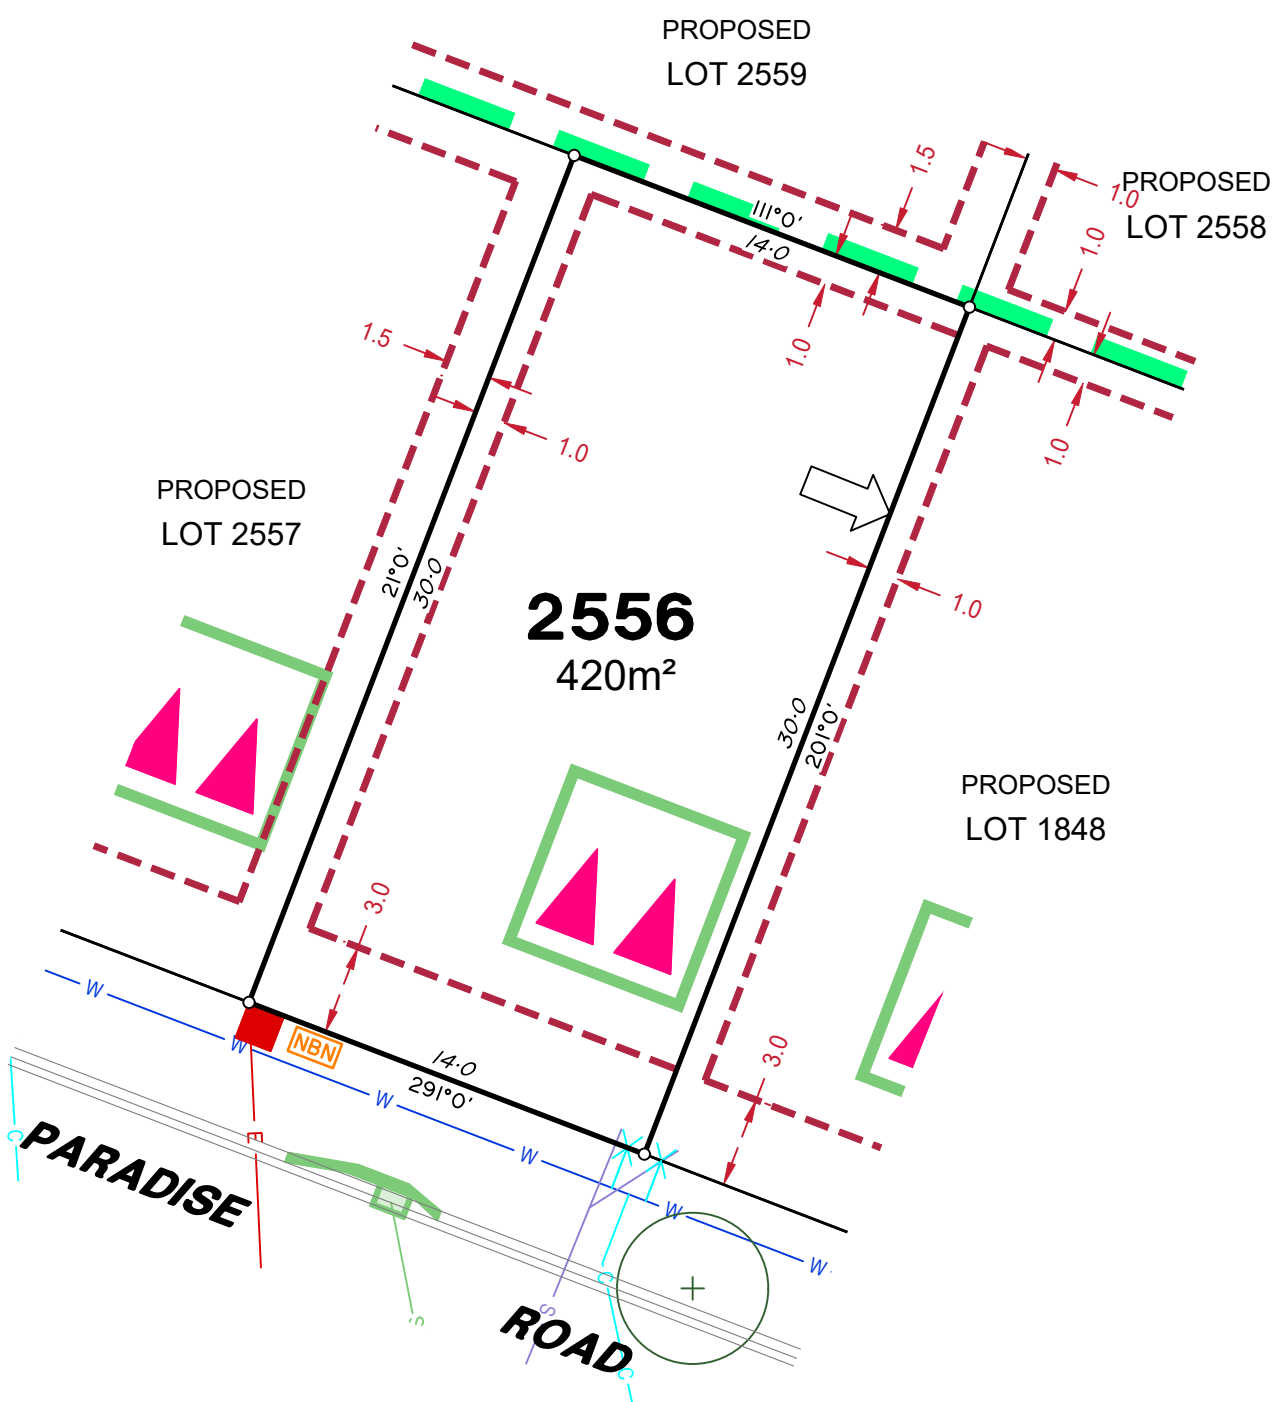 PROPOSED
LOT 2559
1.5
PROPOSED
LOT 2558
1.0
1.0
111°0'
14·0
1.0
1.5
1.0
1.0
PROPOSED
LOT 2557
21°0'
30·0
2556
420m²
1.0
30·0
201°0'
PROPOSED
LOT 1848
3.0
3.0
W
W
NBN
14·0
291°0'
W
W
W
W
E
C
PARADISE
ROAD
S
S
C
C